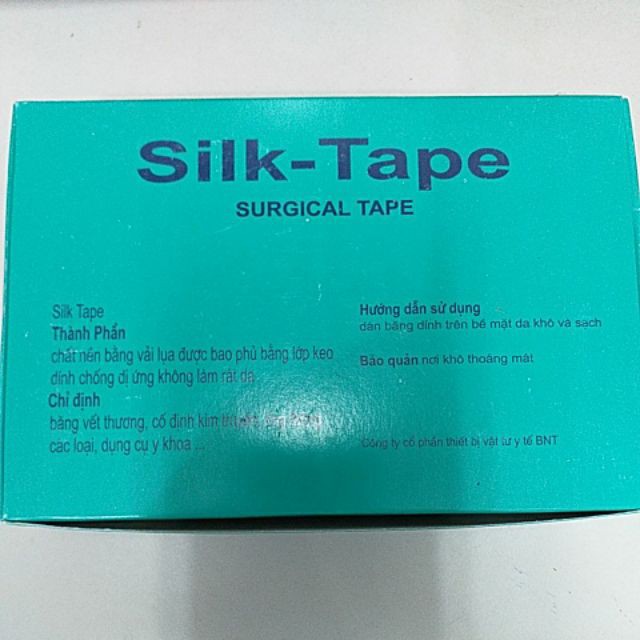 Silk-Tape
SURGICAL TAPE
Silk Tape
Thành Phần
chất nền bằng vải lụa được bao phủ bằng lớp keo
dính chống dị ứng không làm rát da
Chỉ định
băng vết thương, cố định kim
các loại, dụng cụ y khoa ...
Hướng dẫn sử dụng
dán băng dính trên bề mặt da khô và sạch
Bảo quản nơi khô thoáng mát
Công ty cổ phần thiết bị vật tư y tế BNT